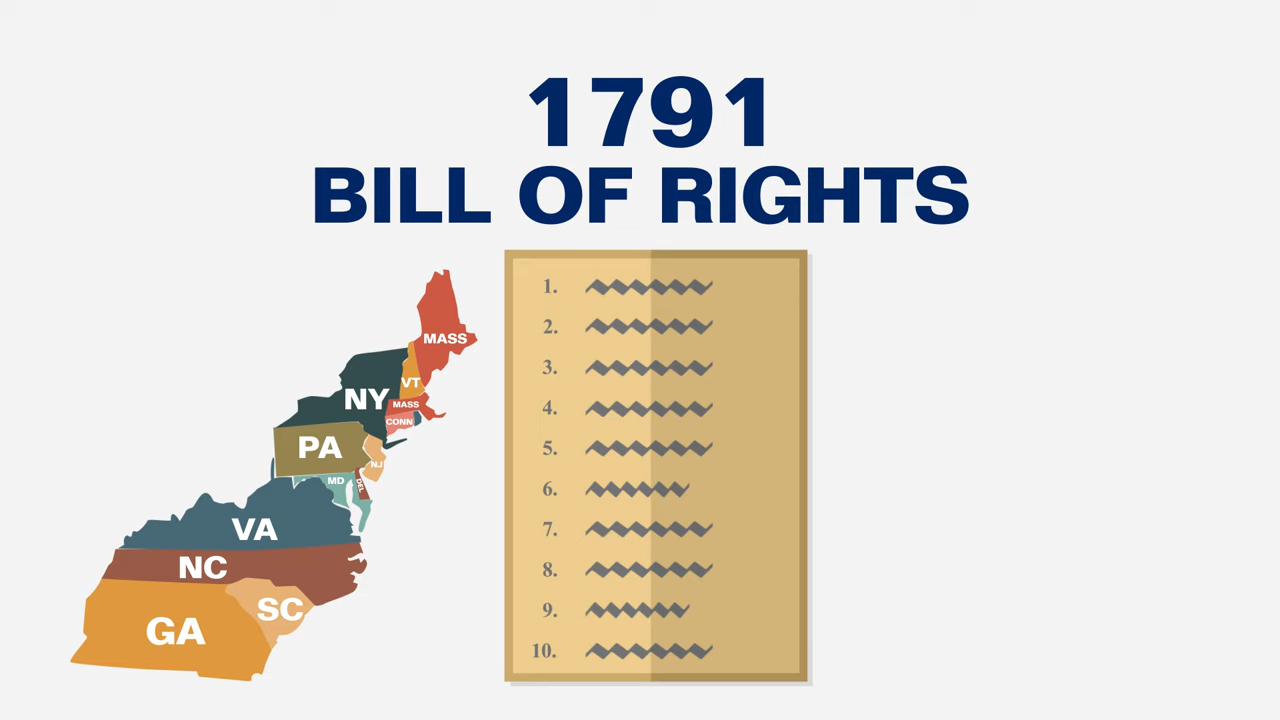 1791
BILL OF RIGHTS
MASS
VT
NY
MASS
CONN
PA
NJ
MD
DEL
VA
NC
SC
GA
1.
2.
3.
4.
5.
6.
7.
8.
9.
10.